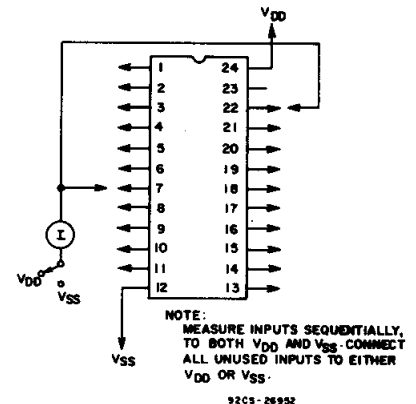 VDD
1 24
2 23
3 22
4 21
5 20
6 19
7 18
8 17
9 16
10 15
11 14
12 13
I
VDD
VSS
VSS
NOTE:
MEASURE INPUTS SEQUENTIALLY,
TO BOTH VDD AND VSS. CONNECT
ALL UNUSED INPUTS TO EITHER
VDD OR VSS.
92CS-26952